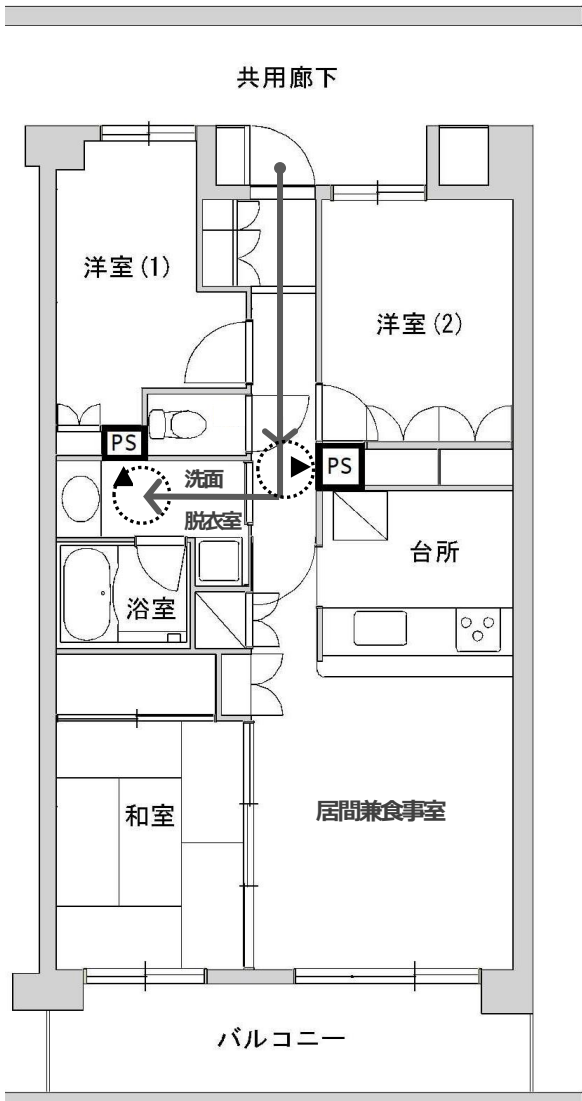 共用廊下
洋室(1)
洋室(2)
PS
PS
洗面
脱衣室
台所
浴室
和室
居間兼食事室
バルコニー